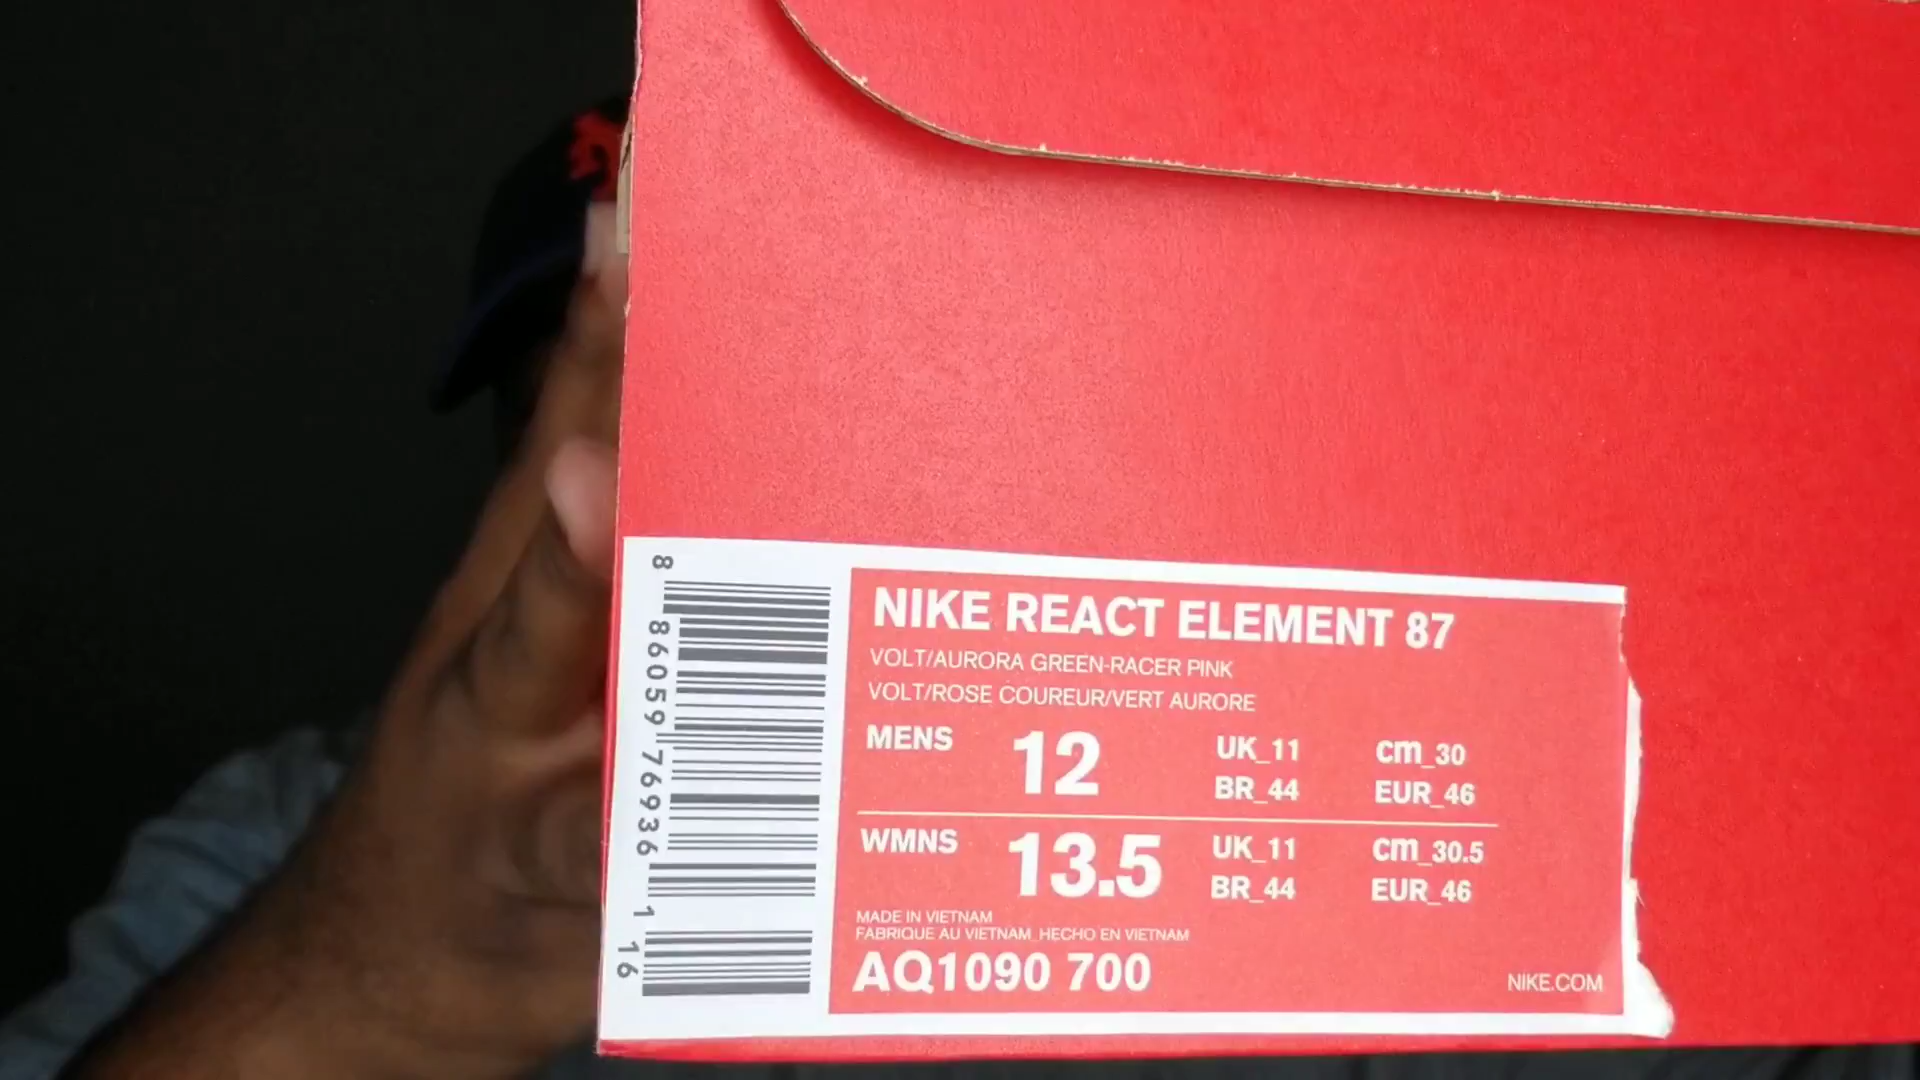 NIKE REACT ELEMENT 87
VOLT/AURORA GREEN-RACER PINK
VOLT/ROSE COUREUR/VERT AURORE
MENS 12 UK_11 cm_30
BR_44 EUR_46
WMNS 13.5 UK_11 cm_30.5
BR_44 EUR_46
MADE IN VIETNAM
FABRIQUE AU VIETNAM_HECHO EN VIETNAM
AQ1090 700
NIKE.COM
8 86059 76936 1 16